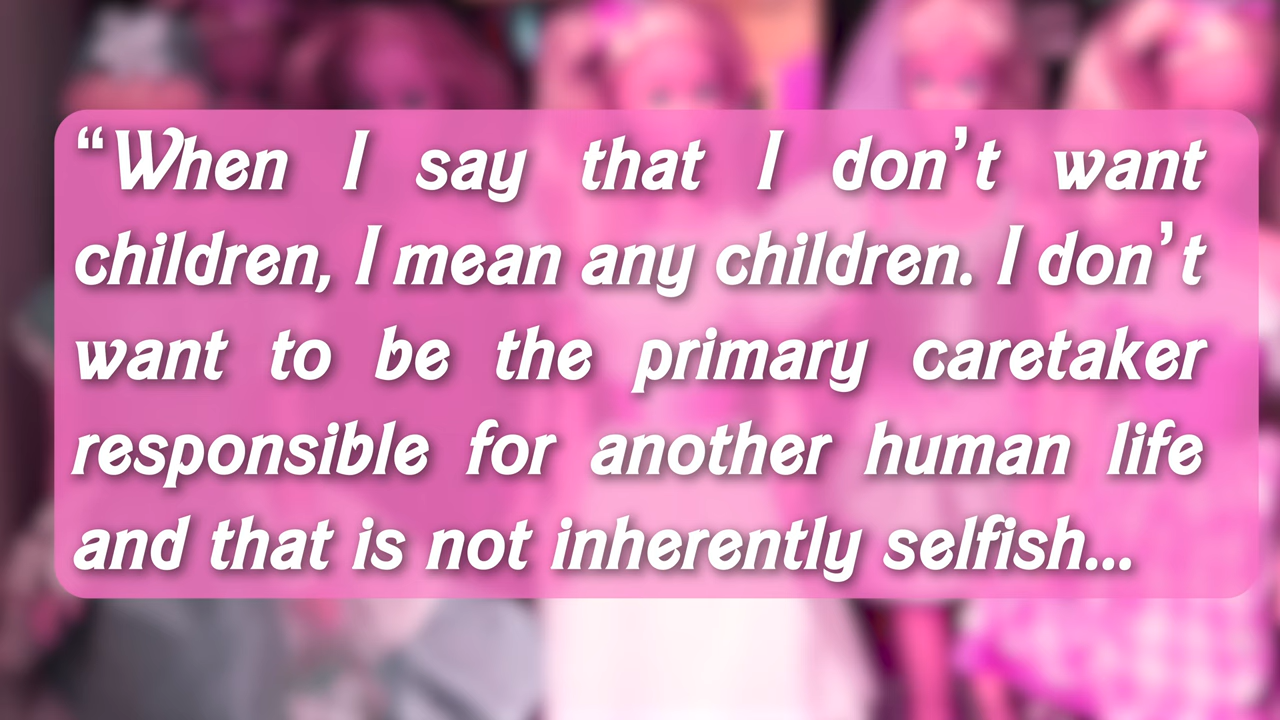 “When I say that I don’t want
children, I mean any children. I don’t
want to be the primary caretaker
responsible for another human life
and that is not inherently selfish...